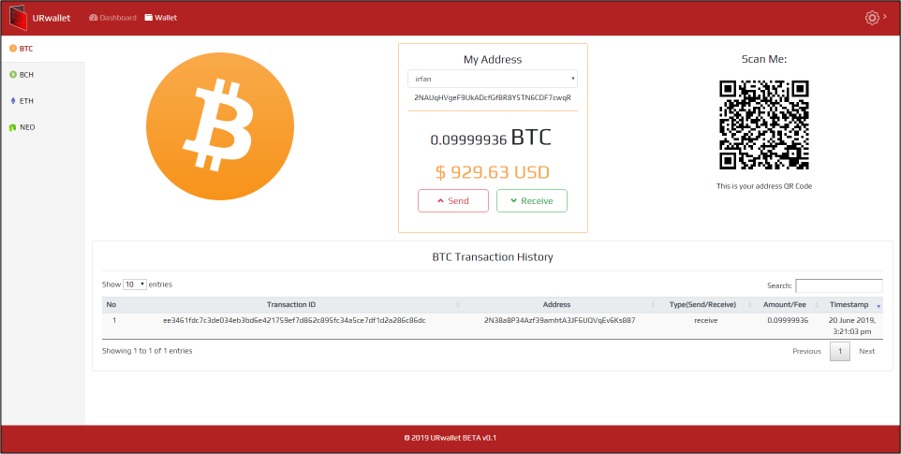 URwallet Dashboard Wallet
BTC
BCH
ETH
NEO
My Address
irfan
2NAUqHVgeF9UkADcfGfBR8Y5TN6CDF7cwqR
0.09999936 BTC
$ 929.63 USD
Send Receive
Scan Me:
This is your address QR Code
BTC Transaction History
Show 10 entries Search:
No Transaction ID Address Type(Send/Receive) Amount/Fee Timestamp
1 ee3461fdc7c3de034eb3bd6e421759ef7d862c895fc34a5ce7df1d2a286c86dc 2N38a8P34Azf39amhtA3JF6UQVqEv6Ks8B7 receive 0.09999936 20 June 2019,
3:21:03 pm
Showing 1 to 1 of 1 entries Previous 1 Next
© 2019 URwallet BETA v0.1